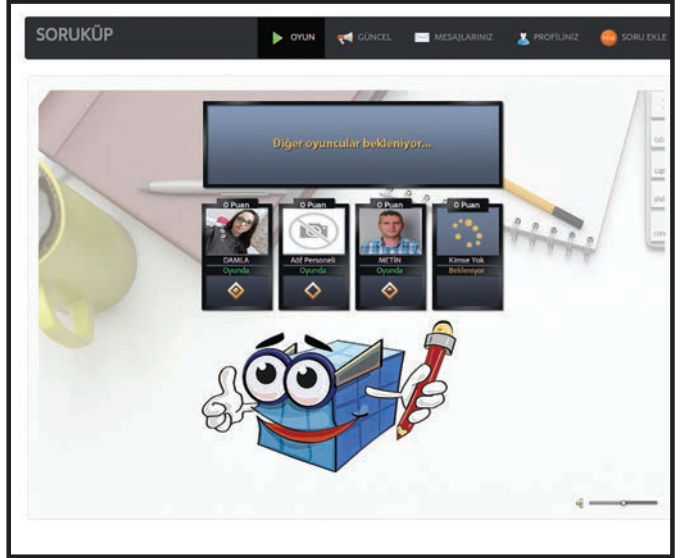 SORUKÜP
OYUN
GÜNCEL
MESAJLARINIZ
PROFİLİNİZ
SORU EKLE
Diğer oyuncular bekleniyor...
0 Puan
0 Puan
0 Puan
0 Puan
DAMLA
Aöf Personeli
METİN
Kimse Yok
Oyunda
Oyunda
Oyunda
Bekleniyor